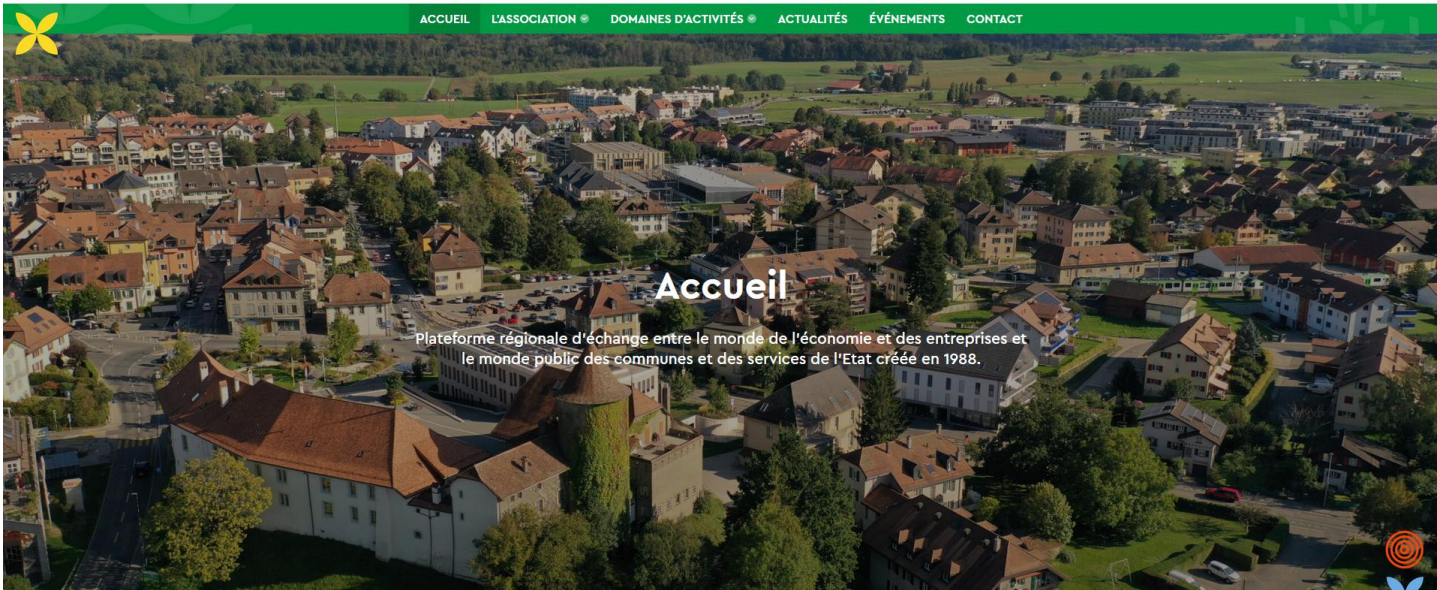 ACCUEIL L'ASSOCIATION DOMAINES D'ACTIVITÉS ACTUALITÉS ÉVÉNEMENTS CONTACT
Accueil
Plateforme régionale d'échange entre le monde de l'économie et des entreprises et
le monde public des communes et des services de l'Etat créée en 1988.